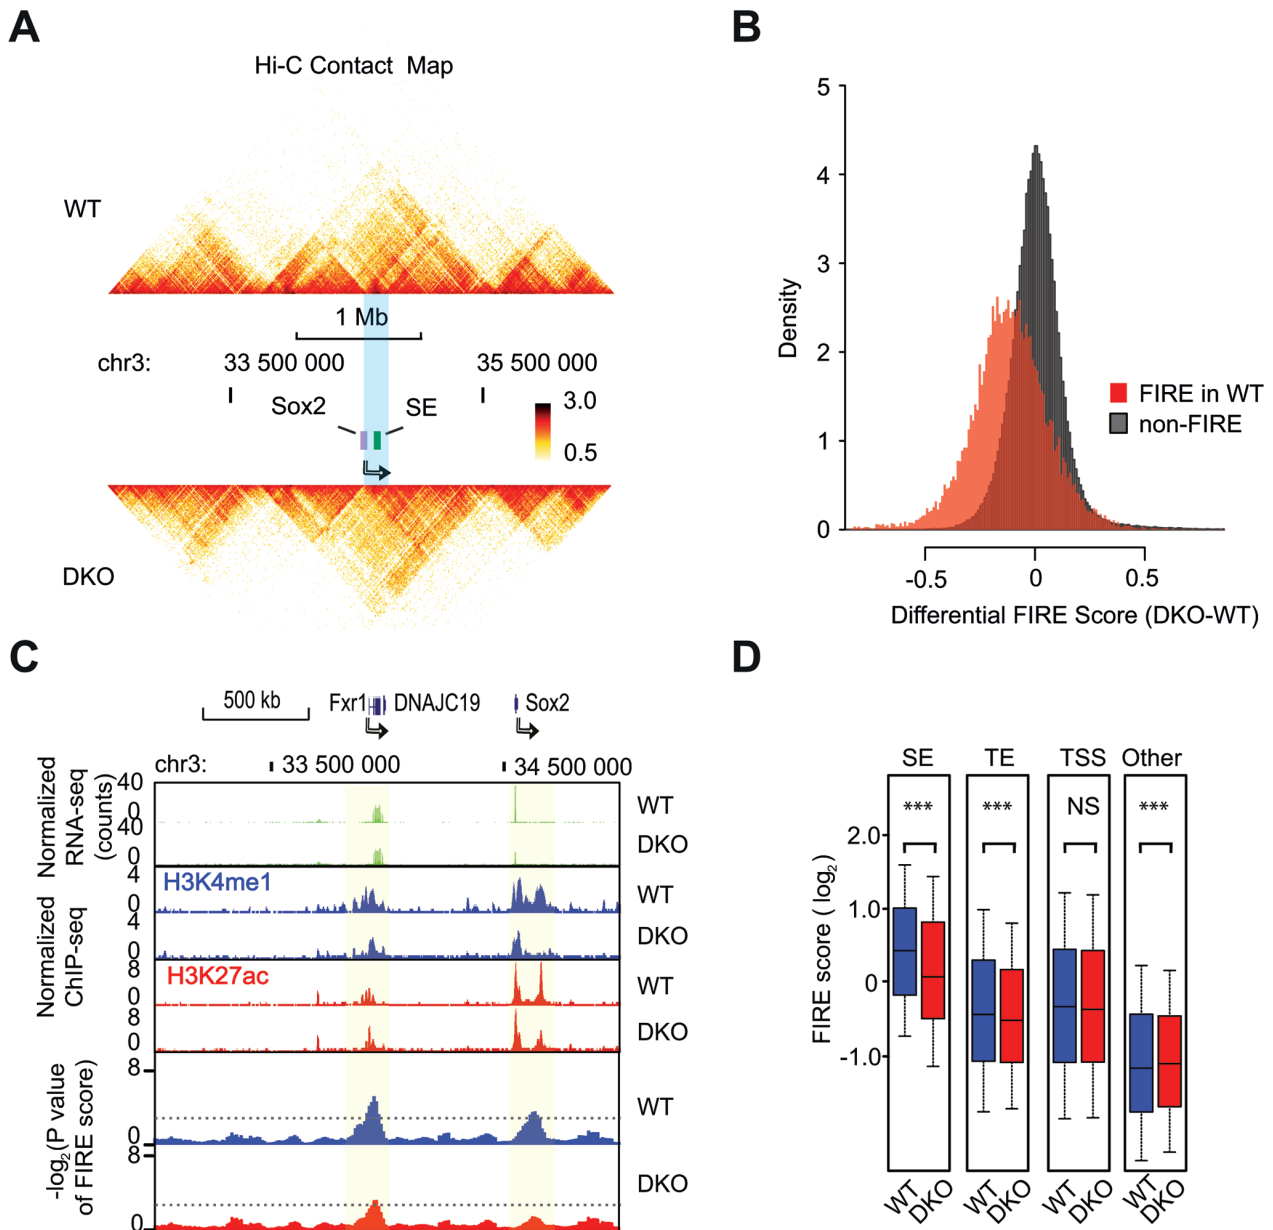 A
Hi-C Contact Map
WT
1 Mb
chr3:
33 500 000
35 500 000
Sox2
SE
3.0
0.5
DKO
B
5
4
3
2
1
0
Density
-0.5
0
0.5
Differential FIRE Score (DKO-WT)
FIRE in WT
non-FIRE
C
500 kb
Fxr1
DNAJC19
Sox2
chr3:
33 500 000
34 500 000
Normalized
RNA-seq
(counts)
40
0
WT
40
0
DKO
Normalized
ChIP-seq
H3K4me1
4
0
WT
4
0
DKO
H3K27ac
8
0
WT
8
0
DKO
-log2(P value
of FIRE score)
8
0
WT
8
0
DKO
D
SE
TE
TSS
Other
***
***
NS
***
FIRE score ( log2)
2.0
1.0
0
-1.0
WT
DKO
WT
DKO
WT
DKO
WT
DKO